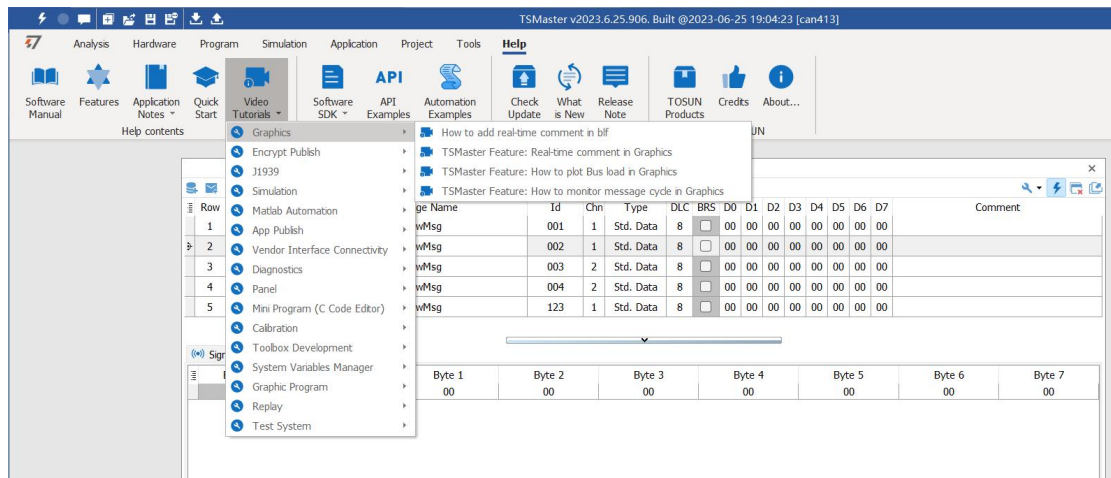 TSMaster v2023.6.25.906. Built @2023-06-25 19:04:23 [can413]
Analysis Hardware Program Simulation Application Project Tools Help
Software Manual
Features
Application Notes
Quick Start
Video Tutorials
Software SDK
API
API Examples
Automation Examples
Check Update
What is New
Release Note
TOSUN Products
Credits
About...
Help contents
Graphics
Encrypt Publish
J1939
Simulation
Matlab Automation
App Publish
Vendor Interface Connectivity
Diagnostics
Panel
Mini Program (C Code Editor)
Calibration
Toolbox Development
System Variables Manager
Graphic Program
Replay
Test System
How to add real-time comment in blf
TSMaster Feature: Real-time comment in Graphics
TSMaster Feature: How to plot Bus load in Graphics
TSMaster Feature: How to monitor message cycle in Graphics
Row ge Name Id Chn Type DLC BRS D0 D1 D2 D3 D4 D5 D6 D7 Comment
1 wMsg 001 1 Std. Data 8 00 00 00 00 00 00 00 00
2 wMsg 002 1 Std. Data 8 00 00 00 00 00 00 00 00
3 wMsg 003 2 Std. Data 8 00 00 00 00 00 00 00 00
4 wMsg 004 2 Std. Data 8 00 00 00 00 00 00 00 00
5 wMsg 123 1 Std. Data 8 00 00 00 00 00 00 00 00
Sigr
Byte 1 Byte 2 Byte 3 Byte 4 Byte 5 Byte 6 Byte 7
00 00 00 00 00 00 00